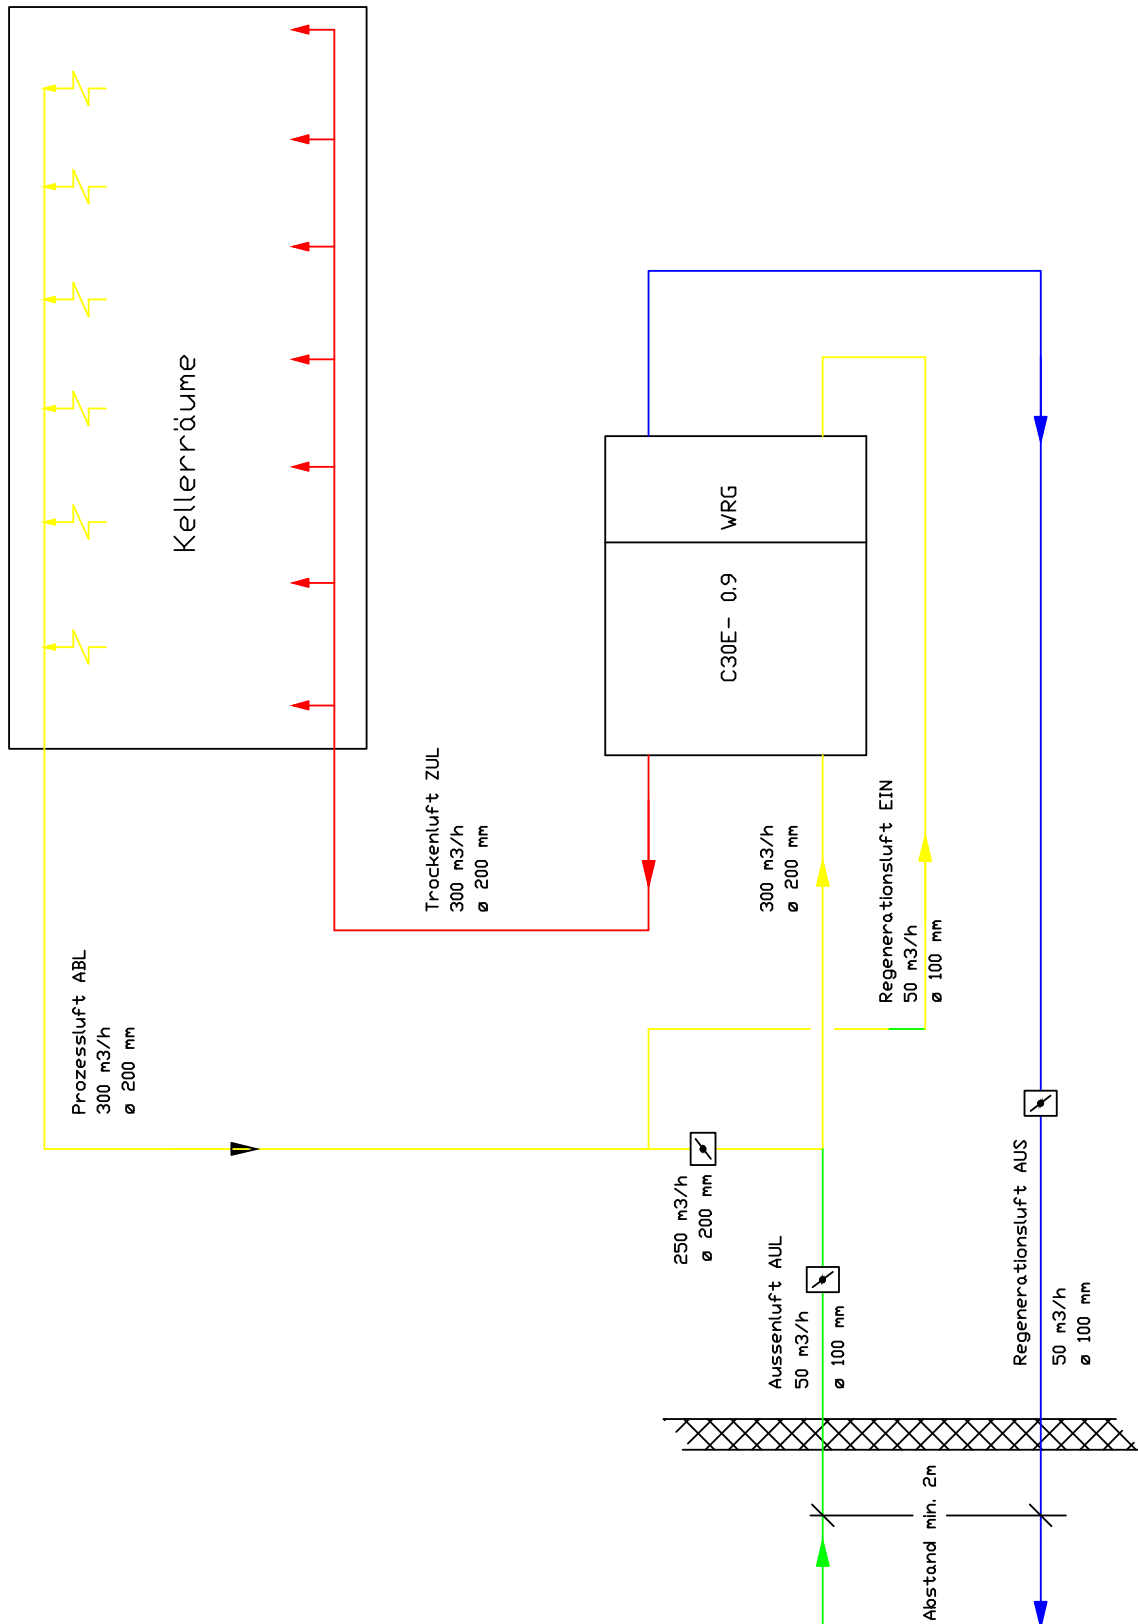 Kellerräume
Prozessluft ABL
300 m3/h
ø 200 mm
Trockenluft ZUL
300 m3/h
ø 200 mm
C30E- 0.9
WRG
300 m3/h
ø 200 mm
Regenerationsluft EIN
50 m3/h
ø 100 mm
250 m3/h
ø 200 mm
Aussenluft AUL
50 m3/h
ø 100 mm
Regenerationsluft AUS
50 m3/h
ø 100 mm
Abstand min. 2m